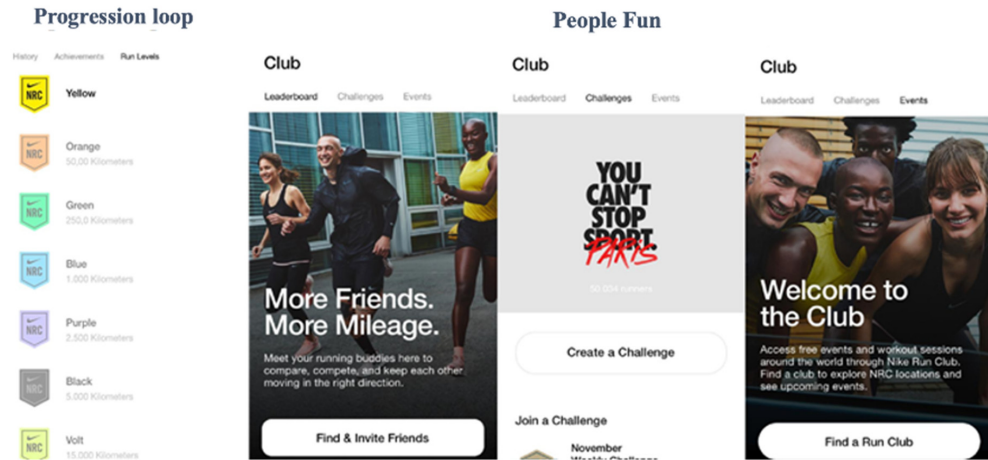 Progression loop
People Fun
History Achievements Run Levels
NRC
Yellow
NRC
Orange
50,00 Kilometers
NRC
Green
250,0 Kilometers
NRC
Blue
1.000 Kilometers
NRC
Purple
2.500 Kilometers
NRC
Black
5.000 Kilometers
NRC
Volt
15.000 Kilometers
Club
Leaderboard Challenges Events
More Friends.
More Mileage.
Meet your running buddies here to
compare, compete, and keep each other
moving in the right direction.
Find & Invite Friends
Club
Leaderboard Challenges Events
YOU
CAN'T
STOP
SPORT.
PARIS
runners
Create a Challenge
Join a Challenge
November
Weekly Challenge
Club
Leaderboard Challenges Events
Welcome to
the Club
Access free events and workout sessions
around the world through Nike Run Club.
Find a club to explore NRC locations and
see upcoming events.
Find a Run Club